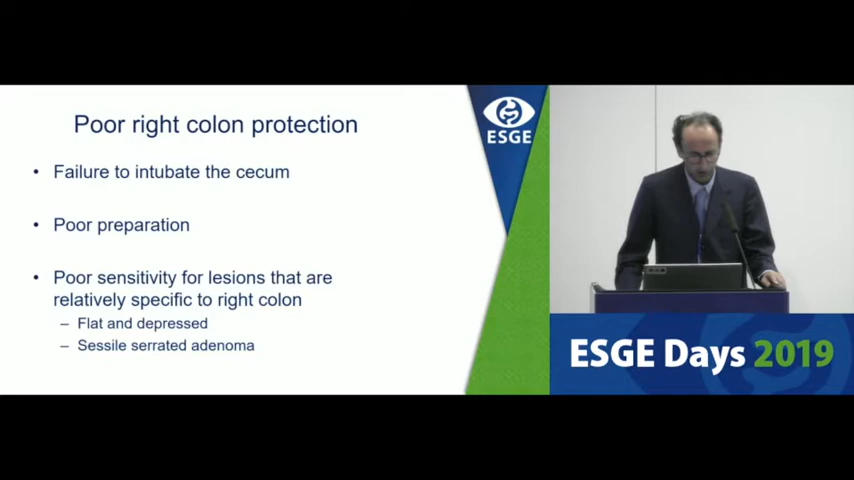 Poor right colon protection
• Failure to intubate the cecum
• Poor preparation
• Poor sensitivity for lesions that are
relatively specific to right colon
– Flat and depressed
– Sessile serrated adenoma
ESGE
ESGE Days 2019